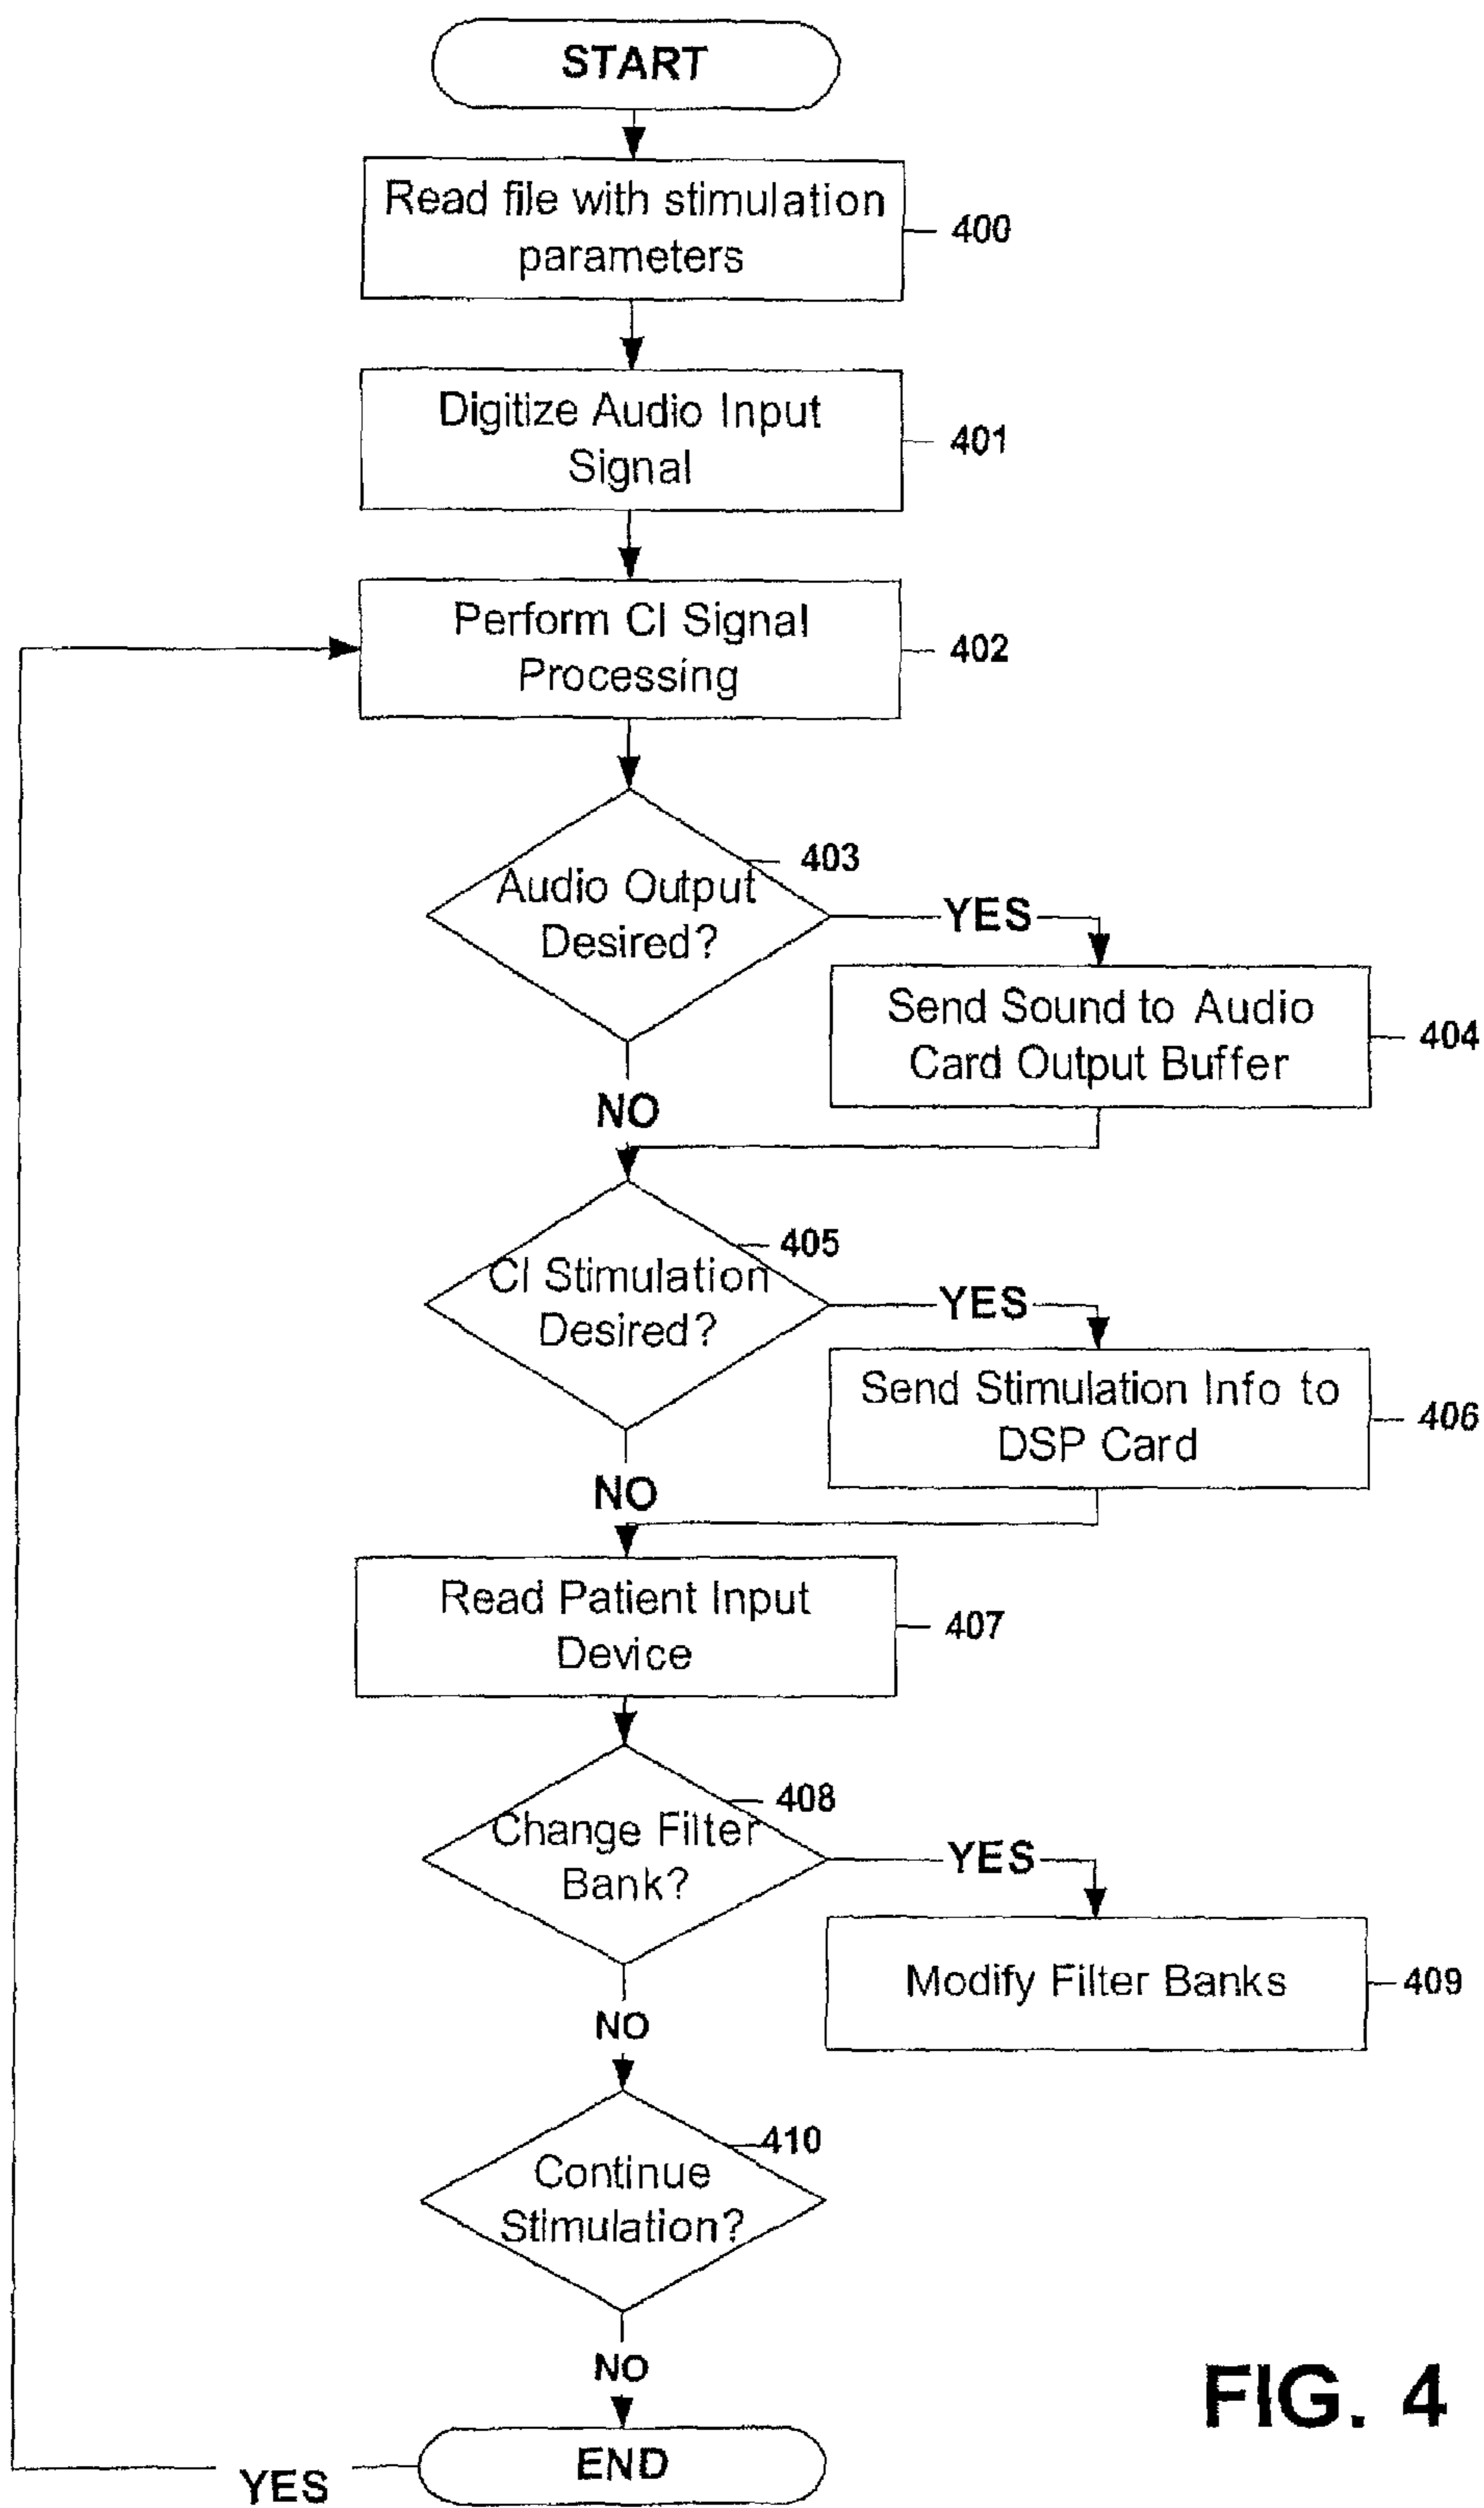 START
Read file with stimulation
parameters
400
Digitize Audio Input
Signal
401
Perform CI Signal
Processing
402
403
Audio Output
Desired?
YES
Send Sound to Audio
Card Output Buffer
404
NO
405
CI Stimulation
Desired?
YES
Send Stimulation Info to
DSP Card
406
NO
Read Patient Input
Device
407
408
Change Filter
Bank?
YES
Modify Filter Banks
409
NO
410
Continue
Stimulation?
NO
END
YES
FIG. 4